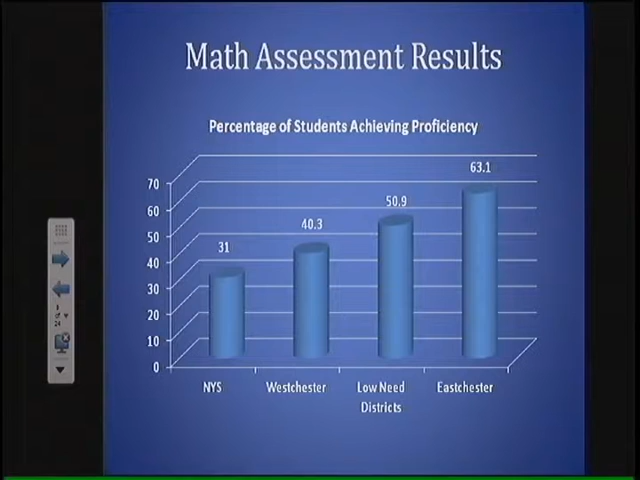 Math Assessment Results
Percentage of Students Achieving Proficiency
70
60
50
40
30
20
10
0
31
40.3
50.9
63.1
NYS
Westchester
Low Need
Districts
Eastchester
24